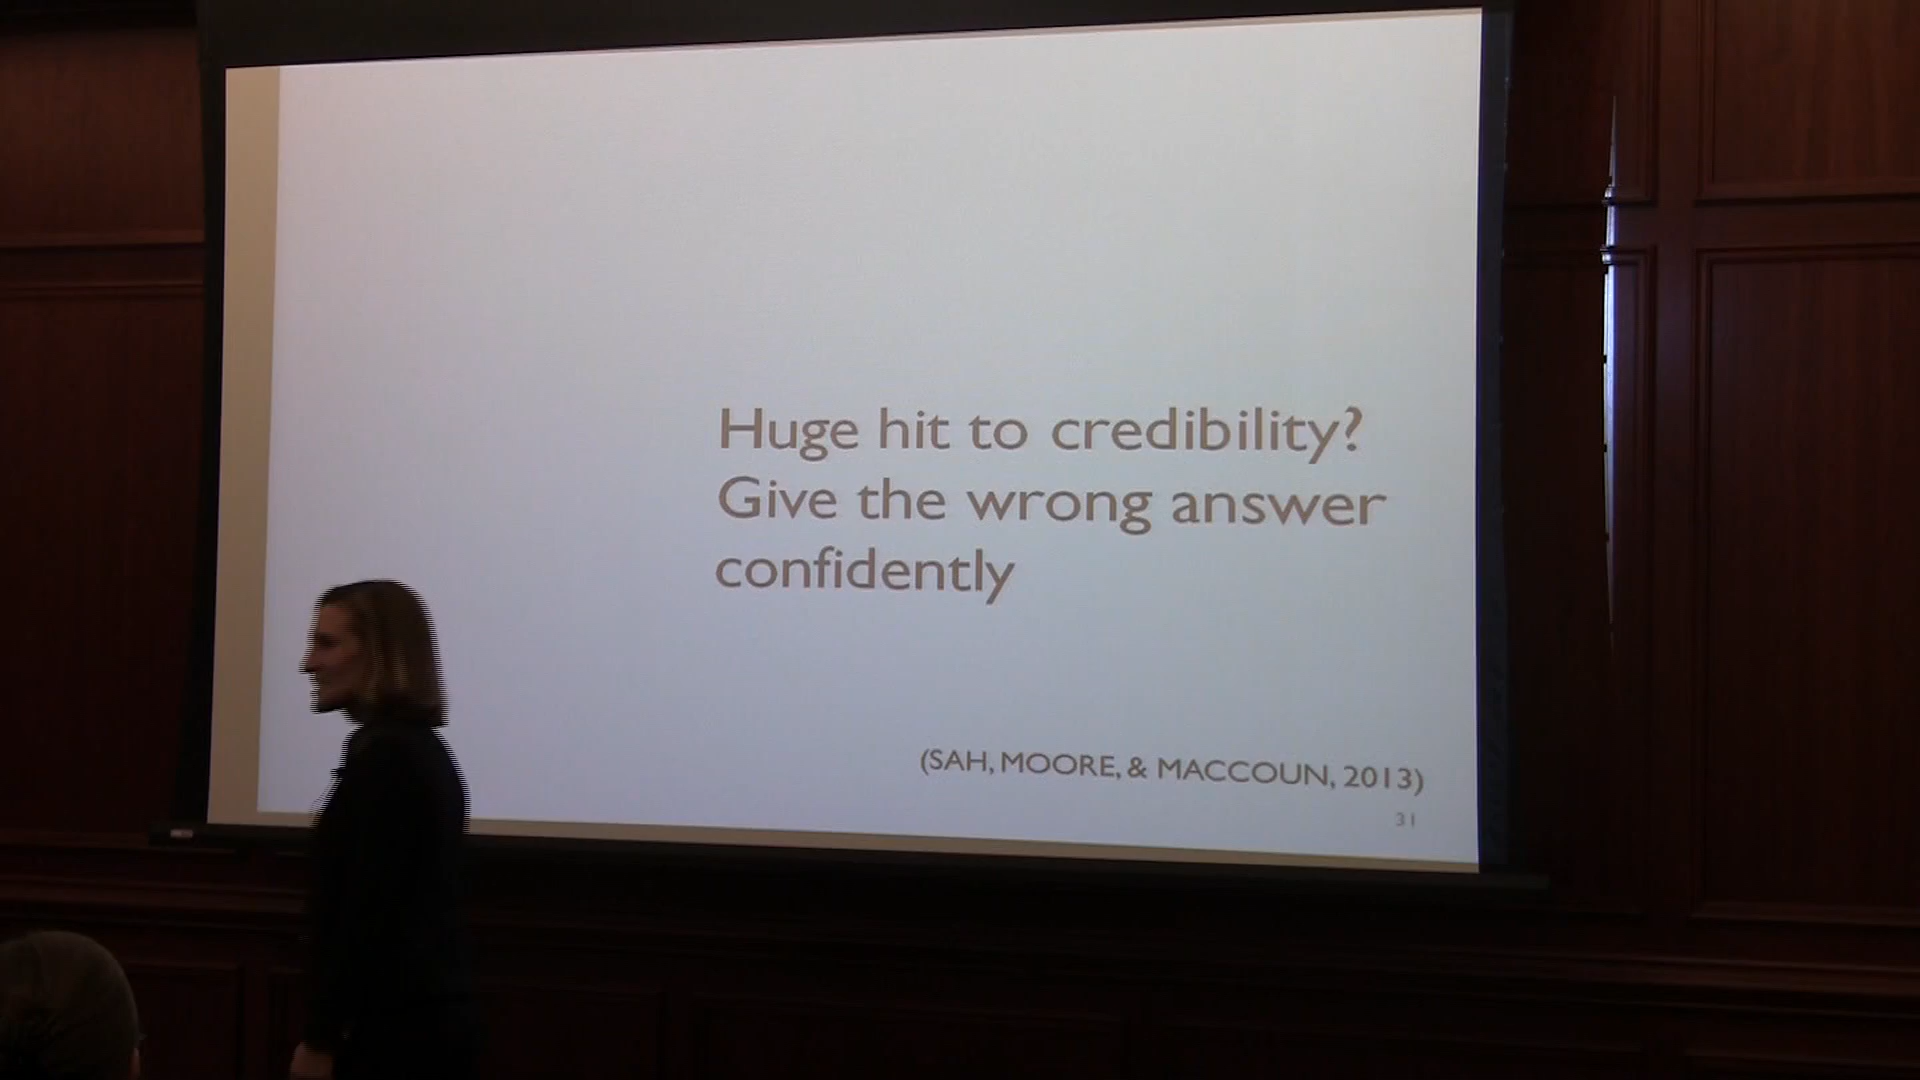 Huge hit to credibility?
Give the wrong answer
confidently
(SAH, MOORE, & MACCOUN, 2013)
31